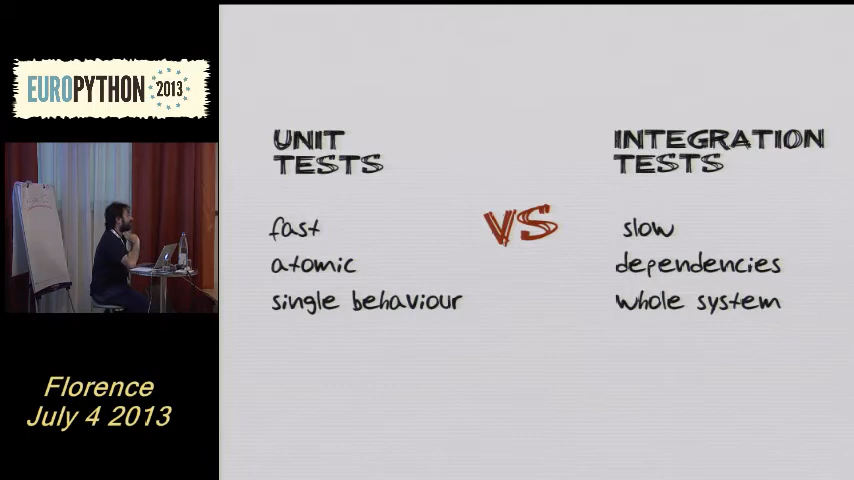 EUROPYTHON 2013
Florence
July 4 2013
UNIT
TESTS
fast
atomic
single behaviour
VS
INTEGRATION
TESTS
slow
dependencies
whole system